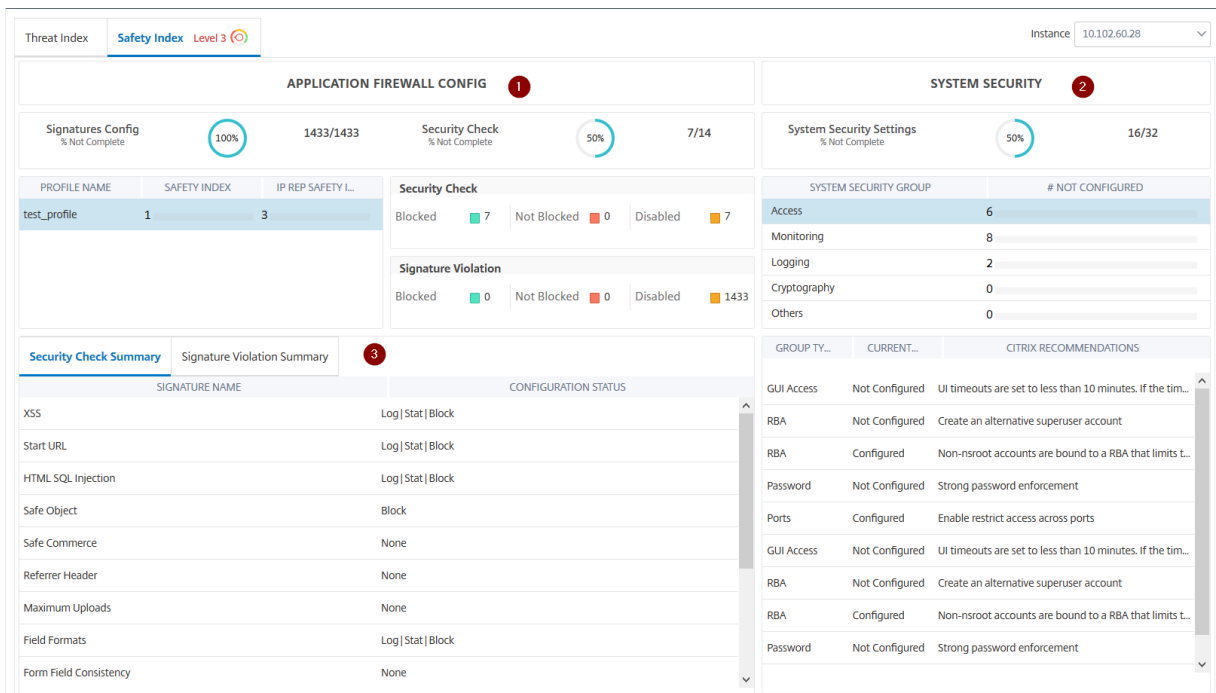 Threat Index
Safety Index Level 3
Instance 10.102.60.28
APPLICATION FIREWALL CONFIG 1
Signatures Config
% Not Complete
100%
1433/1433
Security Check
% Not Complete
50%
7/14
PROFILE NAME SAFETY INDEX IP REP SAFETY I...
test_profile 1 3
Security Check
Blocked 7 Not Blocked 0 Disabled 7
Signature Violation
Blocked 0 Not Blocked 0 Disabled 1433
Security Check Summary Signature Violation Summary 3
SIGNATURE NAME CONFIGURATION STATUS
XSS Log|Stat|Block
Start URL Log|Stat|Block
HTML SQL Injection Log|Stat|Block
Safe Object Block
Safe Commerce None
Referrer Header None
Maximum Uploads None
Field Formats Log|Stat|Block
Form Field Consistency None
SYSTEM SECURITY 2
System Security Settings
% Not Complete
50%
16/32
SYSTEM SECURITY GROUP # NOT CONFIGURED
Access 6
Monitoring 8
Logging 2
Cryptography 0
Others 0
GROUP TY... CURRENT... CITRIX RECOMMENDATIONS
GUI Access Not Configured UI timeouts are set to less than 10 minutes. If the tim...
RBA Not Configured Create an alternative superuser account
RBA Configured Non-nsroot accounts are bound to a RBA that limits t...
Password Not Configured Strong password enforcement
Ports Configured Enable restrict access across ports
GUI Access Not Configured UI timeouts are set to less than 10 minutes. If the tim...
RBA Not Configured Create an alternative superuser account
RBA Configured Non-nsroot accounts are bound to a RBA that limits t...
Password Not Configured Strong password enforcement